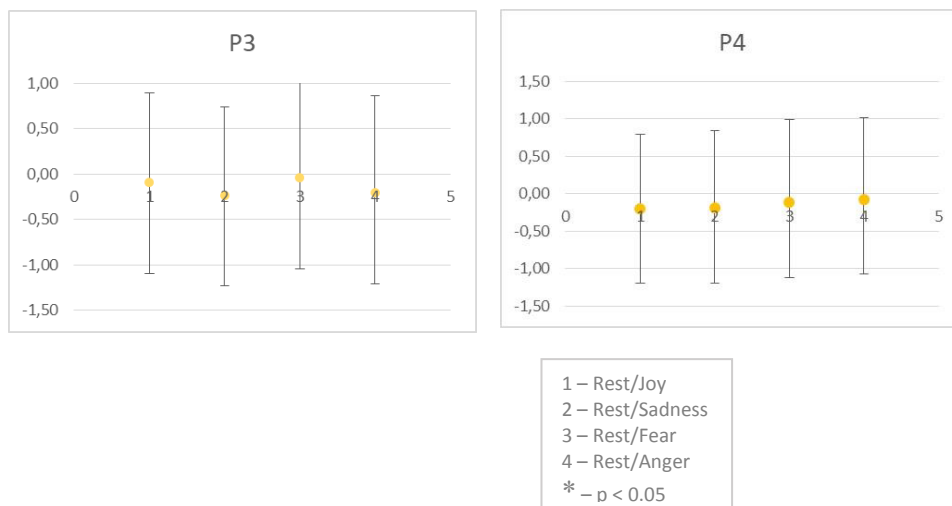 P3
1,00
0,50
0,00
0 1 2 3 4 5
-0,50
-1,00
-1,50
P4
1,50
1,00
0,50
0,00
0 1 2 3 4 5
-0,50
-1,00
-1,50
1 – Rest/Joy
2 – Rest/Sadness
3 – Rest/Fear
4 – Rest/Anger
* – p < 0.05